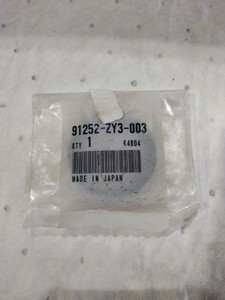 91252-ZY3-003
QTY 1 K4804
MADE IN JAPAN